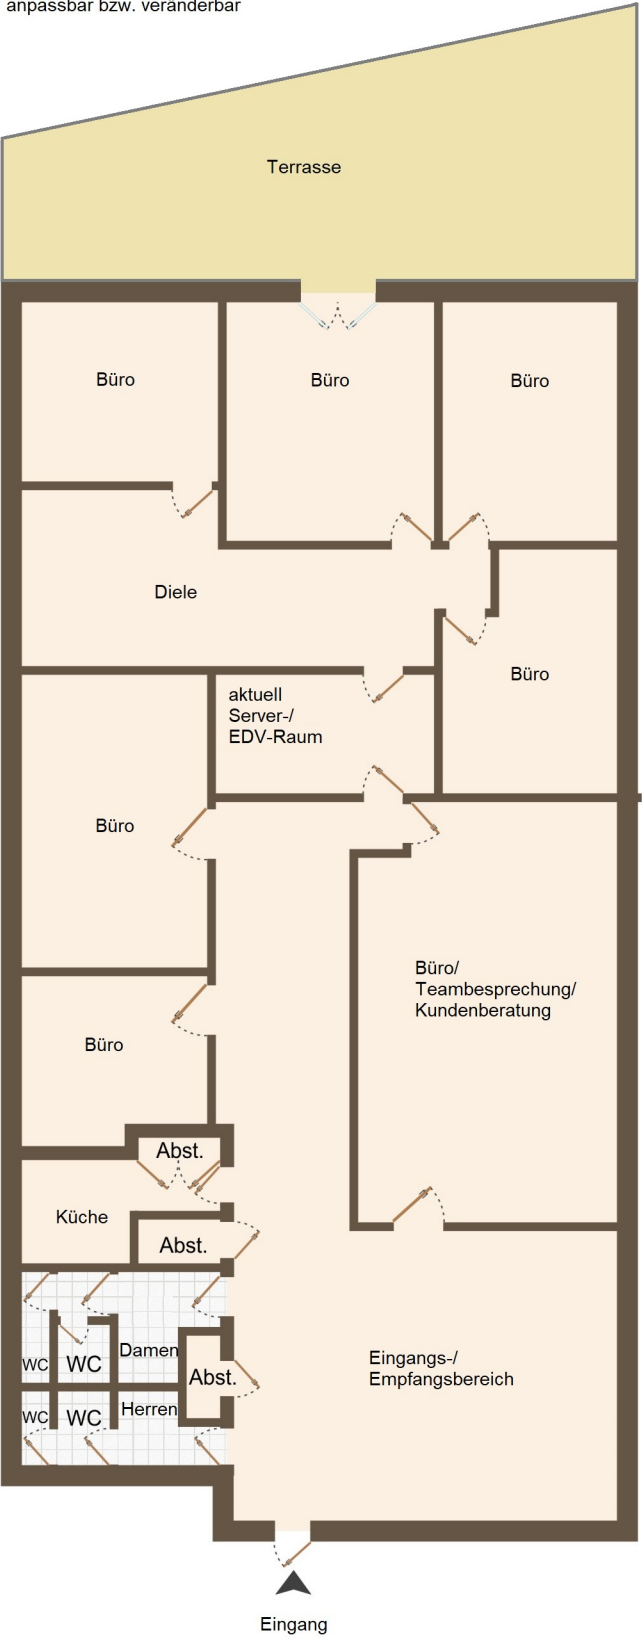 anpassbar bzw. veränderbar
Terrasse
Büro
Büro
Büro
Diele
Büro
aktuell
Server-/
EDV-Raum
Büro
Büro/
Teambesprechung/
Kundenberatung
Büro
Abst.
Küche
Abst.
Damen
WC
WC
Abst.
Eingangs-/
Empfangsbereich
WC
WC
Herren
Eingang